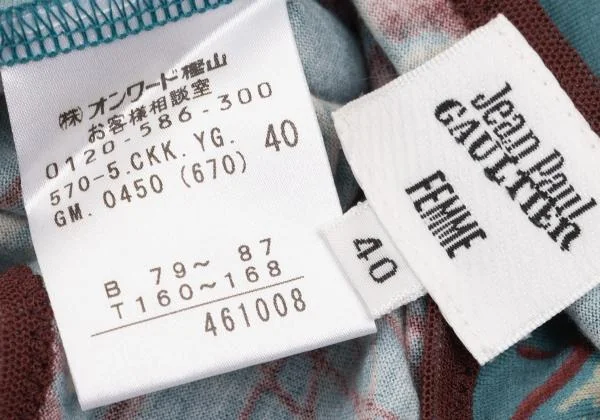 (株)オンワード樫山
お客様相談室
0120-586-300
570-5.CKK.YG. 40
GM. 0450 (670)
B 79～ 87
T160～168
461008
Jean Paul
GAULTIER
FEMME
40